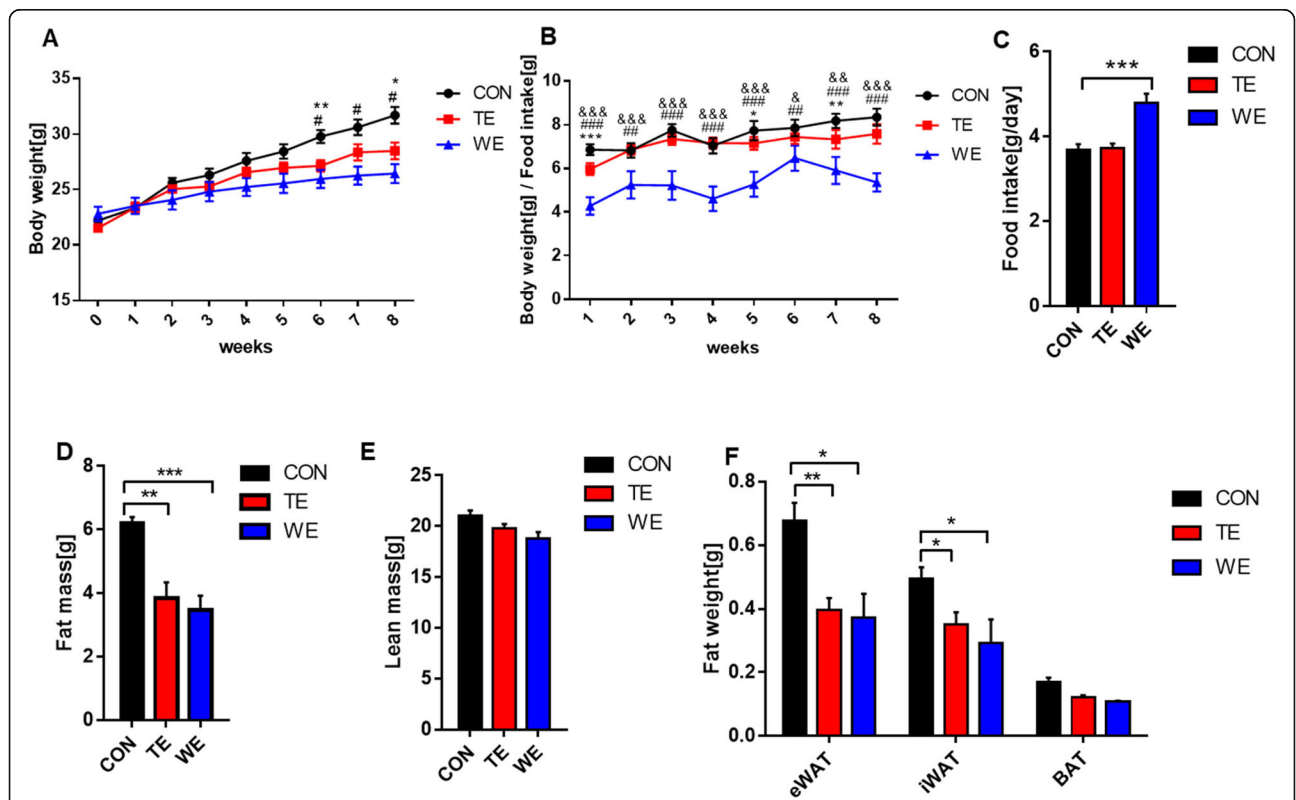 A
Body weight[g]
35
30
25
20
15
0 1 2 3 4 5 6 7 8
weeks
**
#
#
*
#
CON
TE
WE
B
Body weight[g] / Food intake[g]
10
8
6
4
2
0
1 2 3 4 5 6 7 8
weeks
&&&
###
***
&&&
##
&&&
###
&&&
###
&&&
###
*
&
##
&&
###
**
&&&
###
CON
TE
WE
C
Food intake[g/day]
6
4
2
0
***
CON TE WE
CON
TE
WE
D
Fat mass[g]
8
6
4
2
0
***
**
CON TE WE
CON
TE
WE
E
Lean mass[g]
25
20
15
10
5
0
CON TE WE
CON
TE
WE
F
Fat weight[g]
0.8
0.6
0.4
0.2
0.0
*
**
*
*
eWAT iWAT BAT
CON
TE
WE